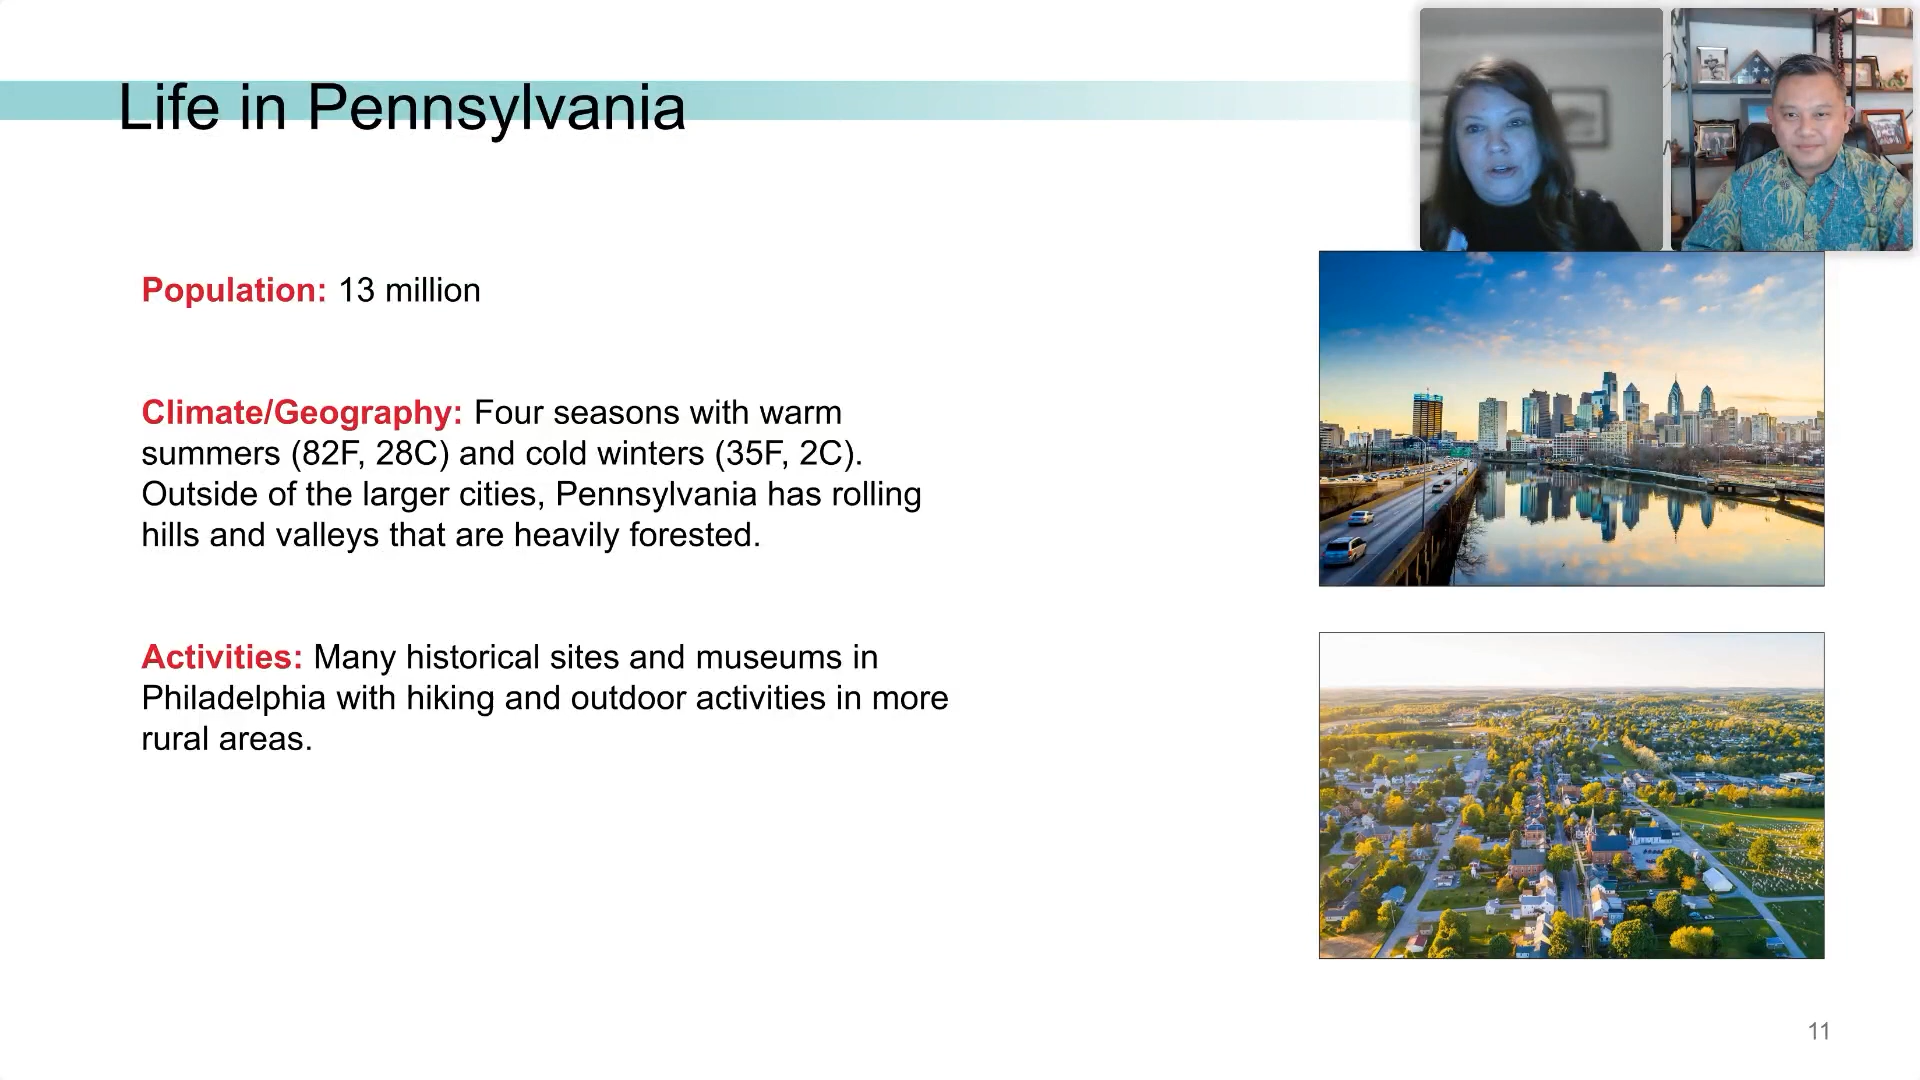 Life in Pennsylvania
Population: 13 million
Climate/Geography: Four seasons with warm
summers (82F, 28C) and cold winters (35F, 2C).
Outside of the larger cities, Pennsylvania has rolling
hills and valleys that are heavily forested.
Activities: Many historical sites and museums in
Philadelphia with hiking and outdoor activities in more
rural areas.
11